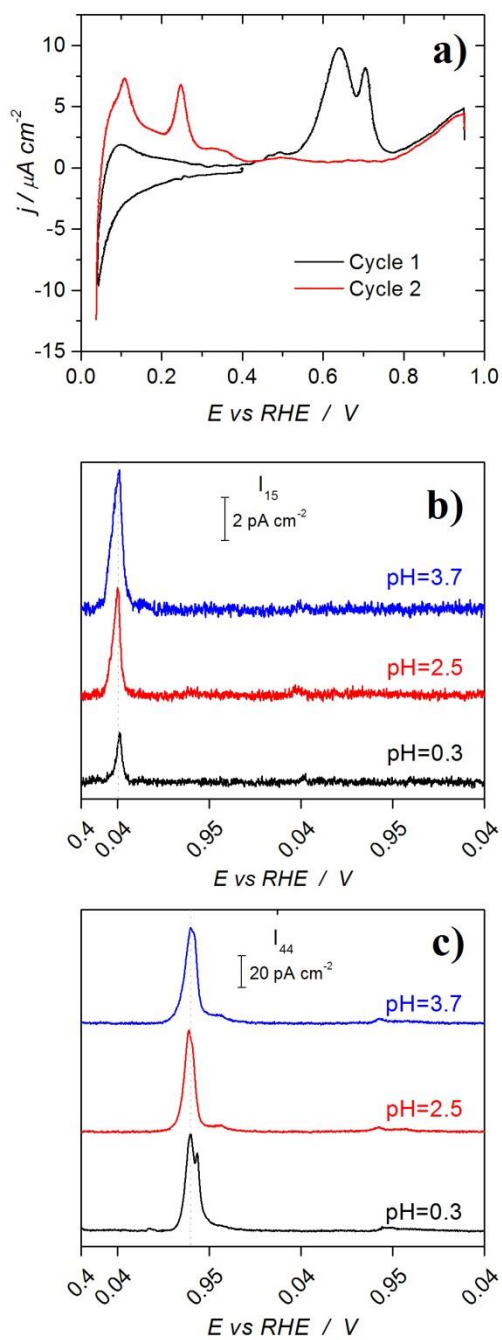 a)
10
5
0
-5
-10
-15
j / μA cm⁻²
Cycle 1
Cycle 2
0.0 0.2 0.4 0.6 0.8 1.0
E vs RHE / V
b)
I₁₅
2 pA cm⁻²
pH=3.7
pH=2.5
pH=0.3
0.4 0.04 0.95 0.04 0.95 0.04
E vs RHE / V
c)
I₄₄
20 pA cm⁻²
pH=3.7
pH=2.5
pH=0.3
0.4 0.04 0.95 0.04 0.95 0.04
E vs RHE / V